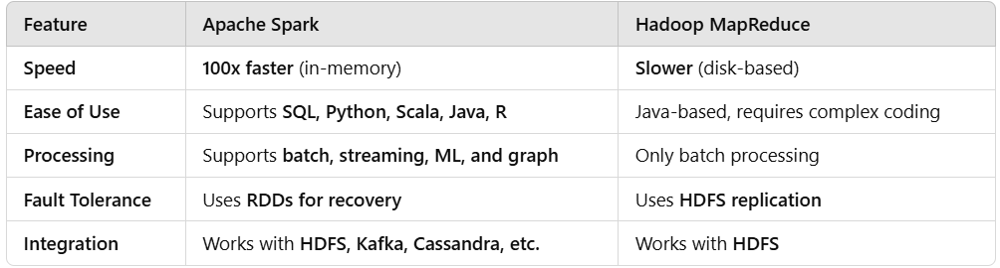 Feature Apache Spark Hadoop MapReduce
Speed 100x faster (in-memory) Slower (disk-based)
Ease of Use Supports SQL, Python, Scala, Java, R Java-based, requires complex coding
Processing Supports batch, streaming, ML, and graph Only batch processing
Fault Tolerance Uses RDDs for recovery Uses HDFS replication
Integration Works with HDFS, Kafka, Cassandra, etc. Works with HDFS